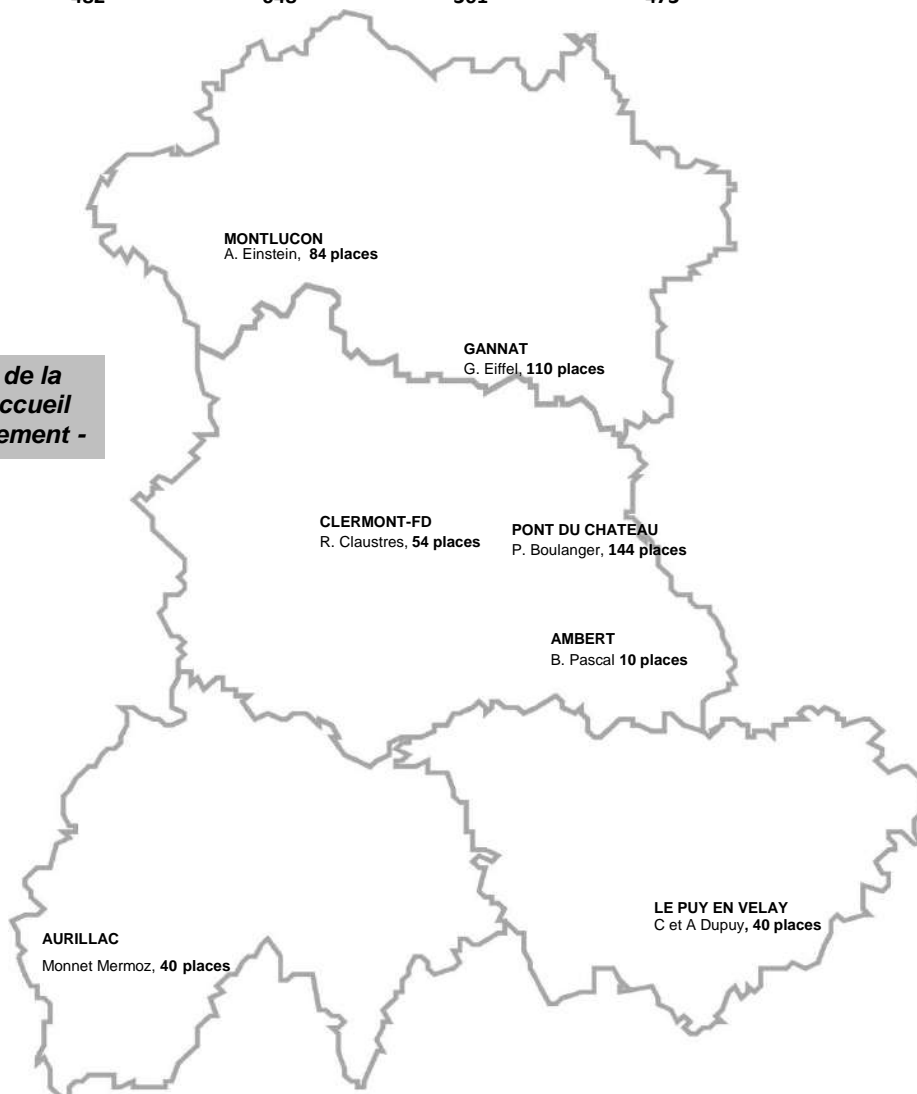 de la
ccueil
ement -
MONTLUCON
A. Einstein, 84 places
GANNAT
G. Eiffel, 110 places
CLERMONT-FD
R. Claustres, 54 places
PONT DU CHATEAU
P. Boulanger, 144 places
AMBERT
B. Pascal 10 places
LE PUY EN VELAY
C et A Dupuy, 40 places
AURILLAC
Monnet Mermoz, 40 places